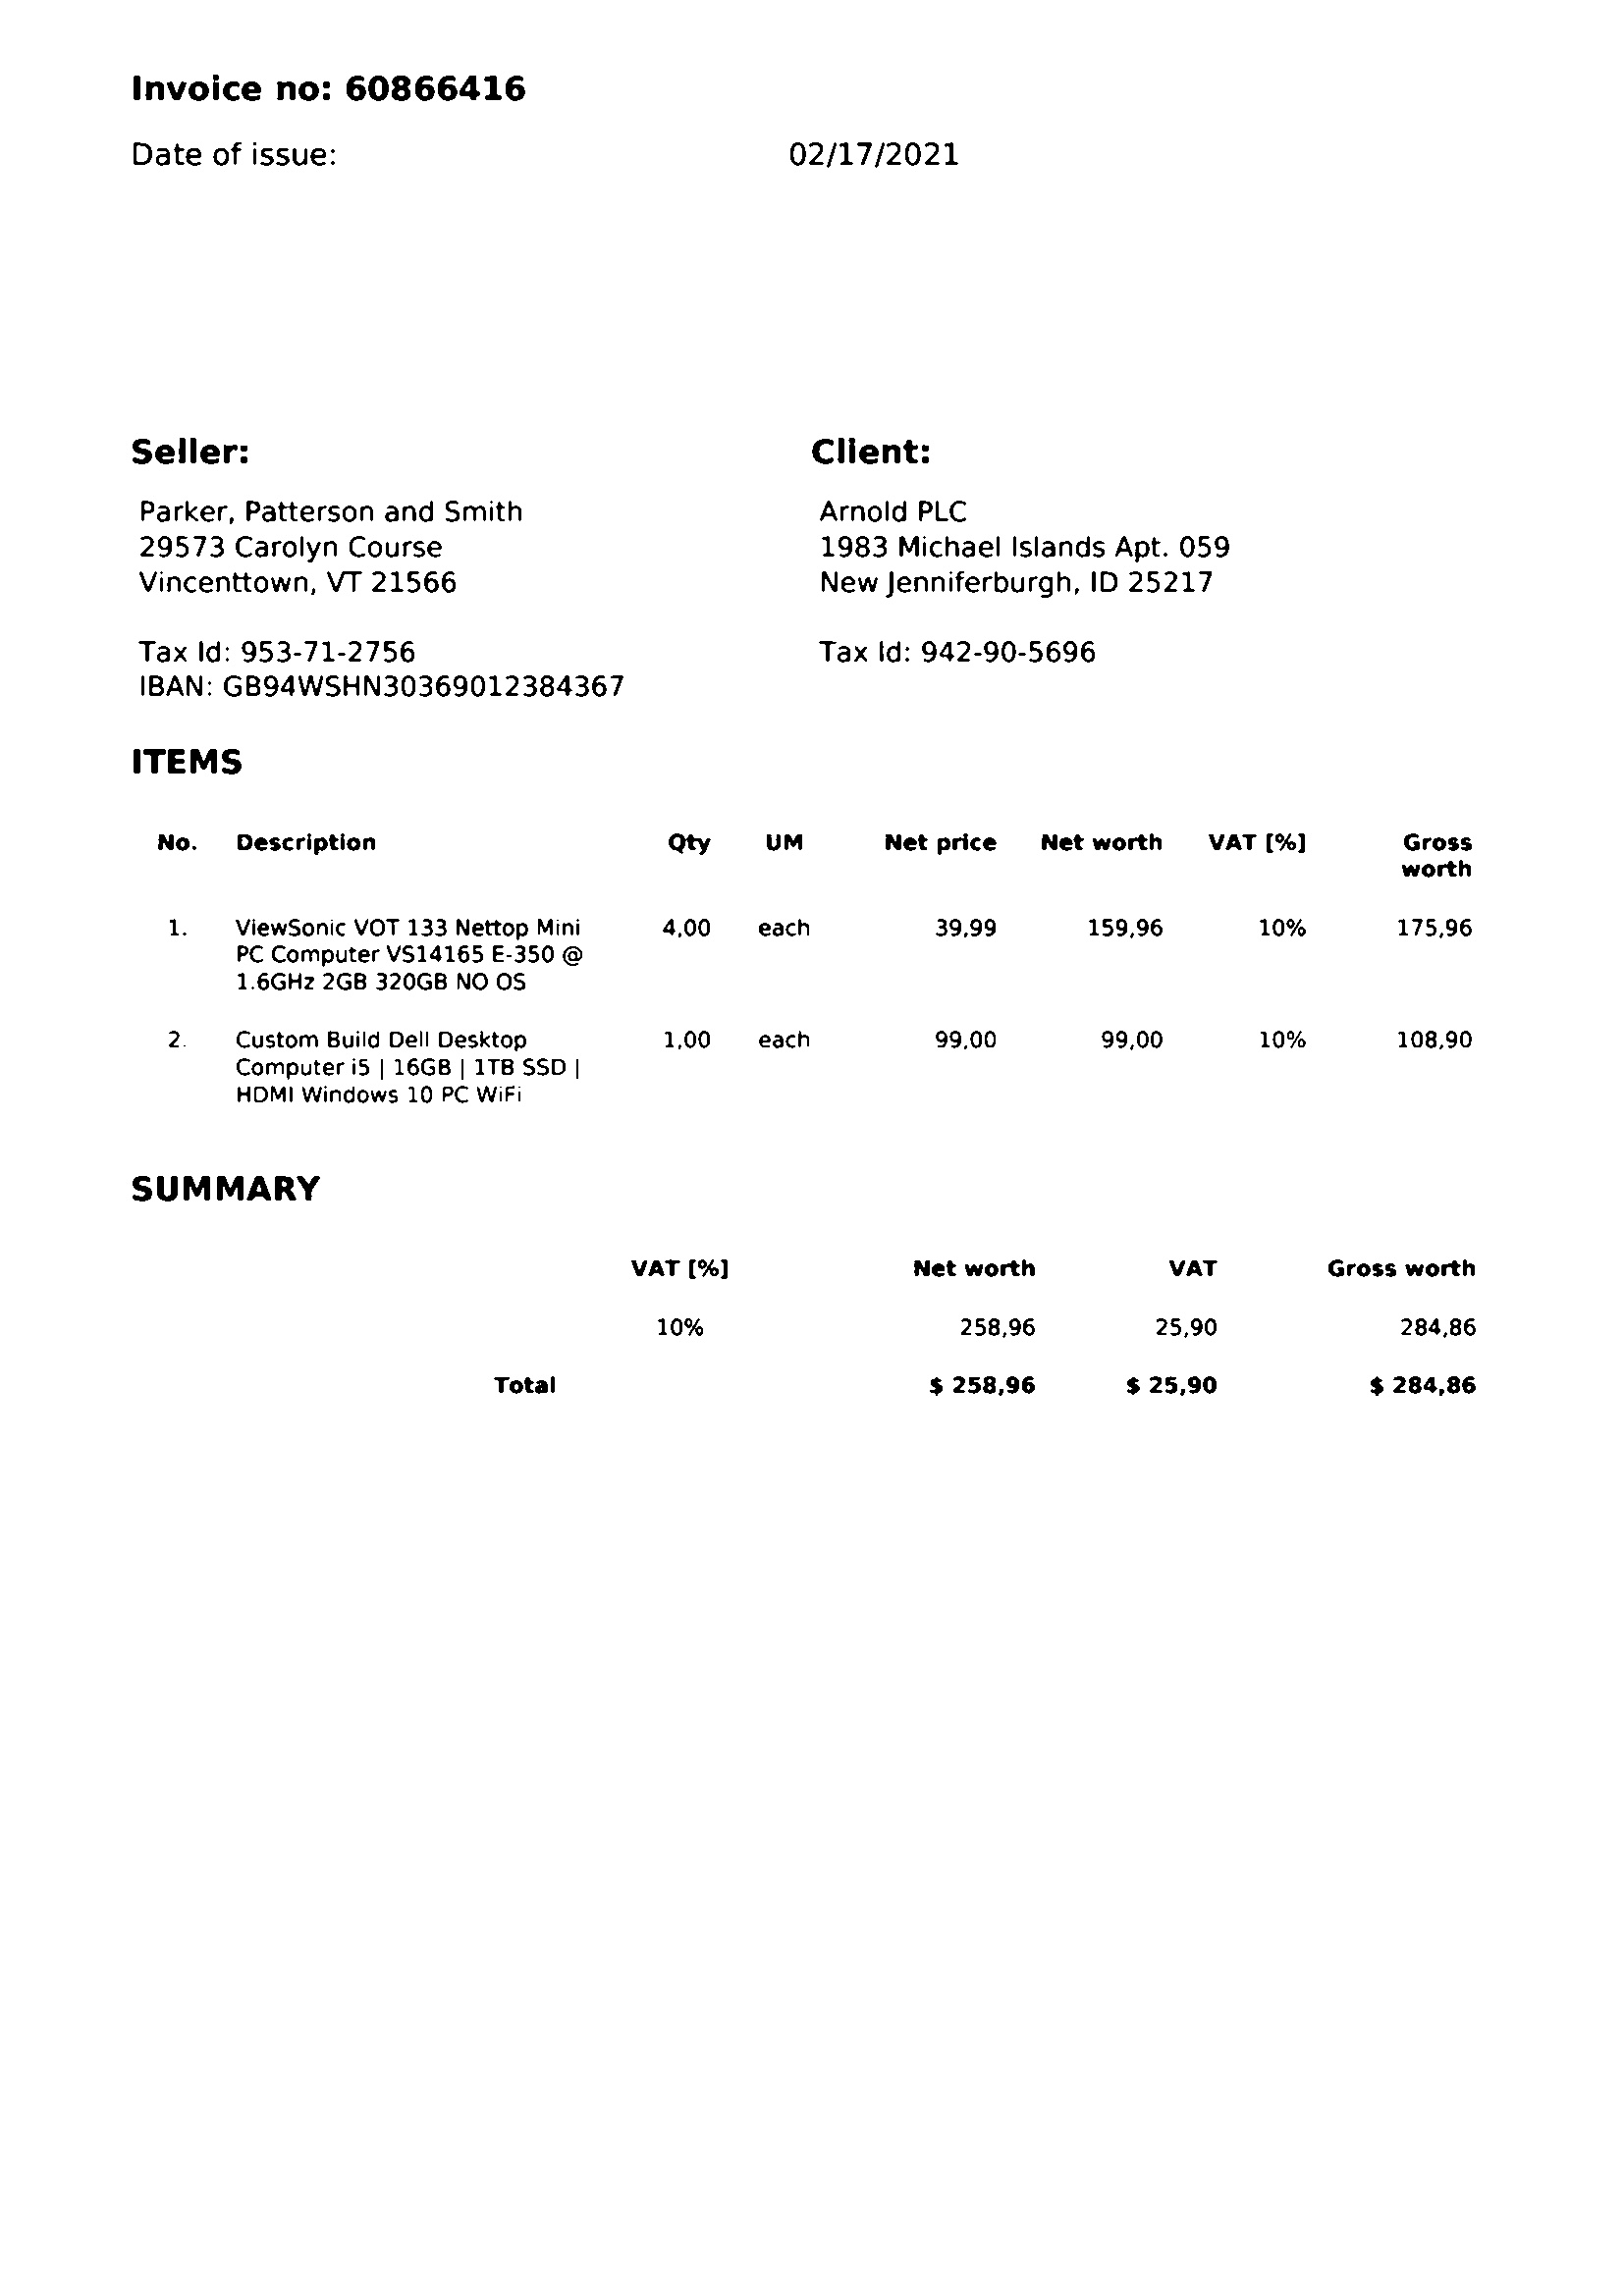 Invoice no: 60866416
Date of issue: 02/17/2021
Seller: Client:
Parker, Patterson and Smith Arnold PLC
29573 Carolyn Course 1983 Michael Islands Apt. 059
Vincenttown, VT 21566 New Jenniferburgh, ID 25217
Tax Id: 953-71-2756 Tax Id: 942-90-5696
IBAN: GB94WSHN30369012384367
ITEMS
No. Description Qty UM Net price Net worth VAT [%] Gross
worth
1. ViewSonic VOT 133 Nettop Mini 4,00 each 39,99 159,96 10% 175,96
PC Computer VS14165 E-350 @
1.6GHz 2GB 320GB NO OS
2. Custom Build Dell Desktop 1,00 each 99,00 99,00 10% 108,90
Computer i5 | 16GB | 1TB SSD |
HDMI Windows 10 PC WiFi
SUMMARY
VAT [%] Net worth VAT Gross worth
10% 258,96 25,90 284,86
Total $ 258,96 $ 25,90 $ 284,86